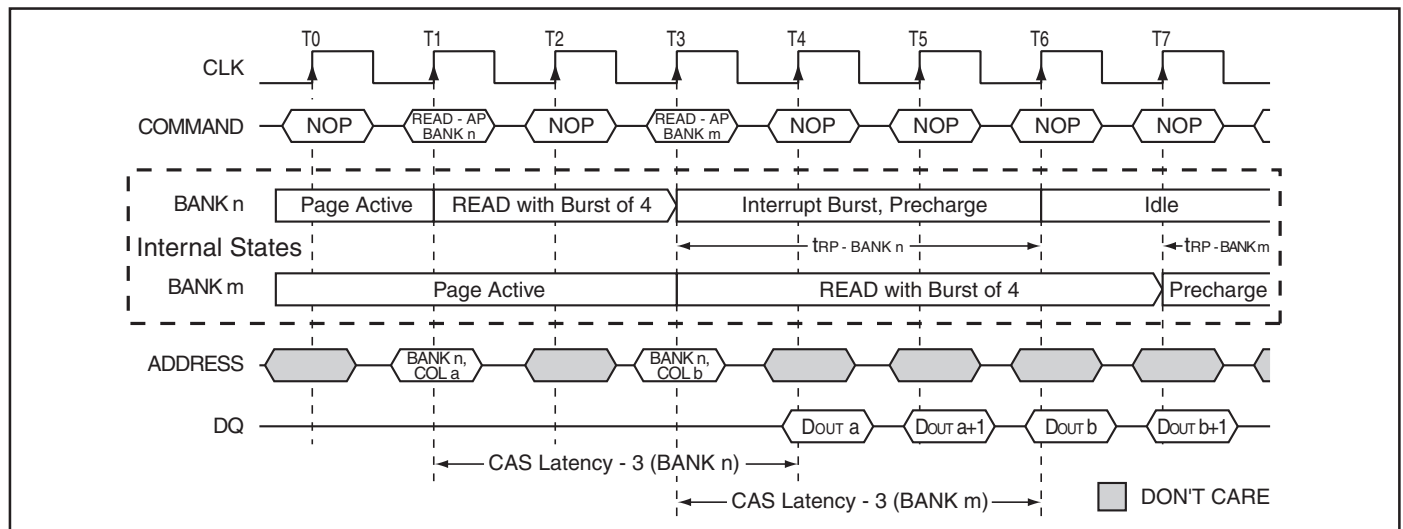 T0 T1 T2 T3 T4 T5 T6 T7
CLK
COMMAND NOP READ - AP BANK n NOP READ - AP BANK m NOP NOP NOP NOP
BANK n Page Active READ with Burst of 4 Interrupt Burst, Precharge Idle
Internal States tRP - BANK n tRP - BANK m
BANK m Page Active READ with Burst of 4 Precharge
ADDRESS BANK n, COL a BANK n, COL b
DQ DOUT a DOUT a+1 DOUT b DOUT b+1
CAS Latency - 3 (BANK n)
CAS Latency - 3 (BANK m)
DON'T CARE